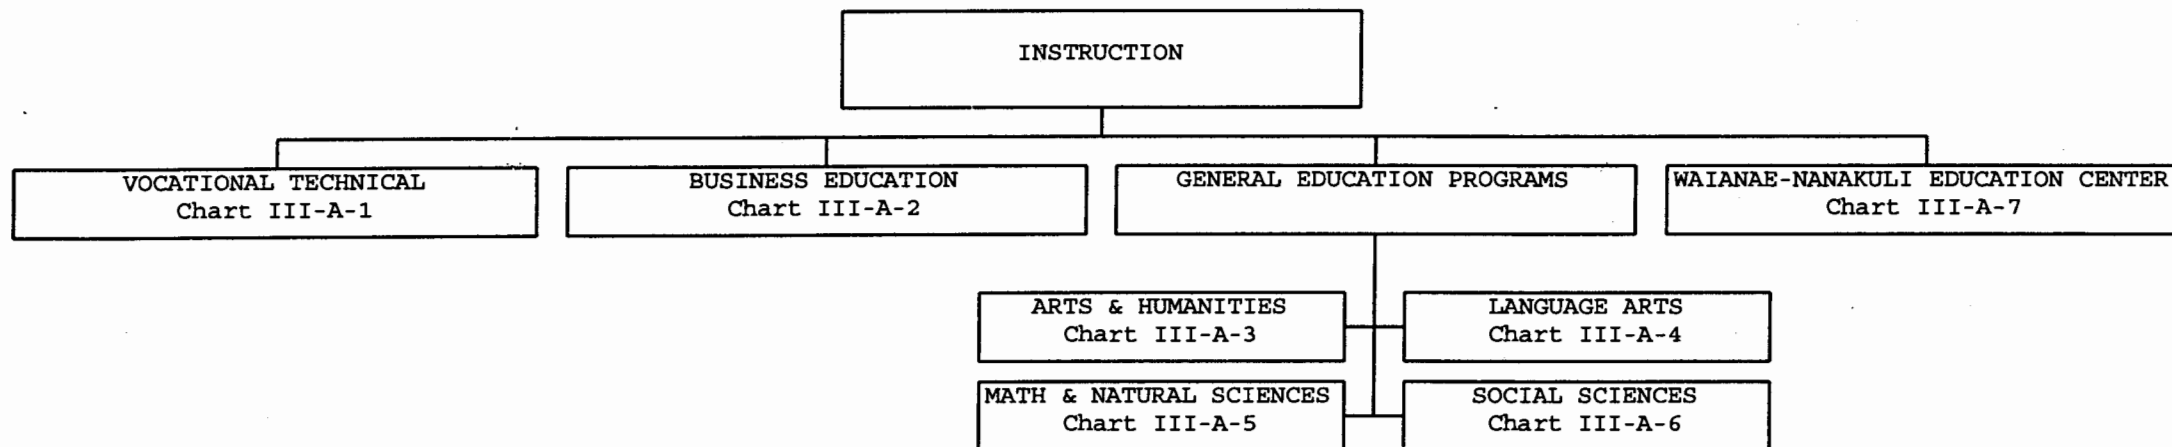 INSTRUCTION
VOCATIONAL TECHNICAL
Chart III-A-1
BUSINESS EDUCATION
Chart III-A-2
GENERAL EDUCATION PROGRAMS
WAIANAE-NANAKULI EDUCATION CENTER
Chart III-A-7
ARTS & HUMANITIES
Chart III-A-3
LANGUAGE ARTS
Chart III-A-4
MATH & NATURAL SCIENCES
Chart III-A-5
SOCIAL SCIENCES
Chart III-A-6